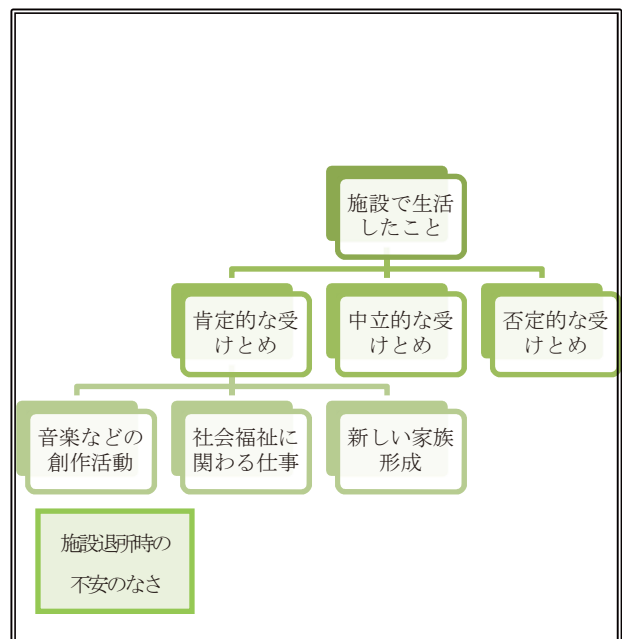 施設で生活
したこと
肯定的な受
けとめ
中立的な受
けとめ
否定的な受
けとめ
音楽などの
創作活動
社会福祉に
関わる仕事
新しい家族
形成
施設退所時の
不安のなさ